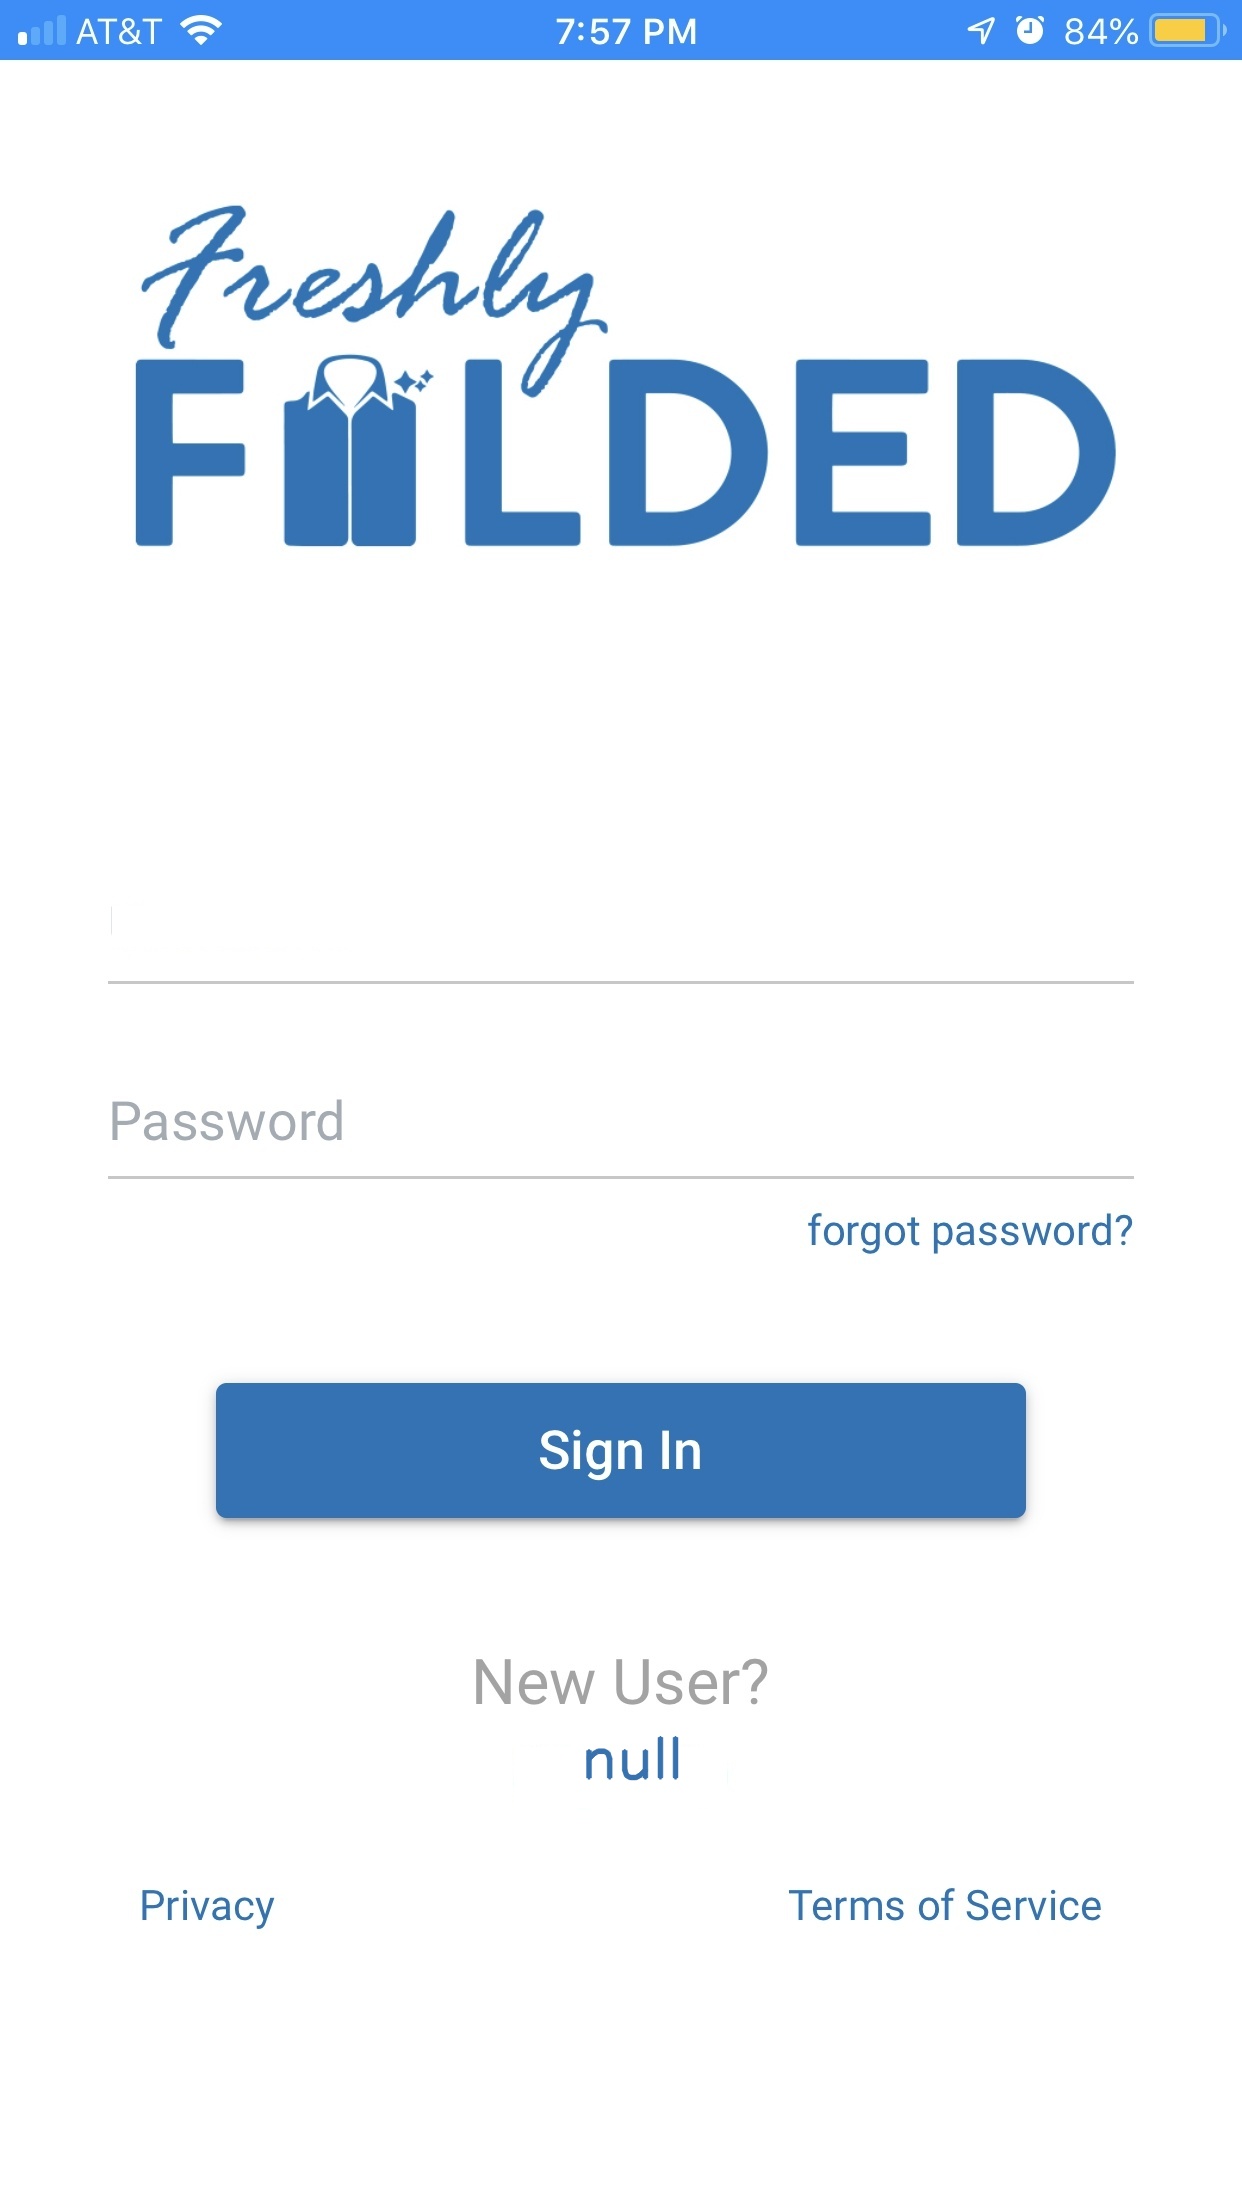 AT&T 7:57 PM 84%
Freshly
FOLDED
Password
forgot password?
Sign In
New User?
null
Privacy Terms of Service